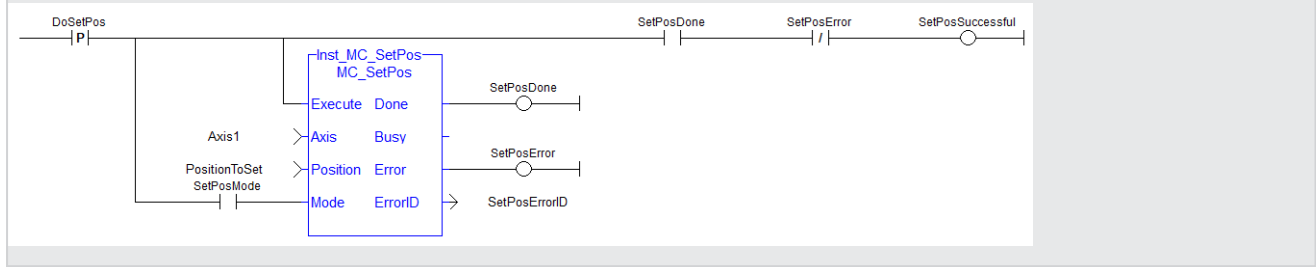 DoSetPos SetPosDone SetPosError SetPosSuccessful
P /
Inst_MC_SetPos
MC_SetPos
SetPosDone
Execute Done
Axis1 Axis Busy
SetPosError
PositionToSet Position Error
SetPosMode
Mode ErrorID SetPosErrorID